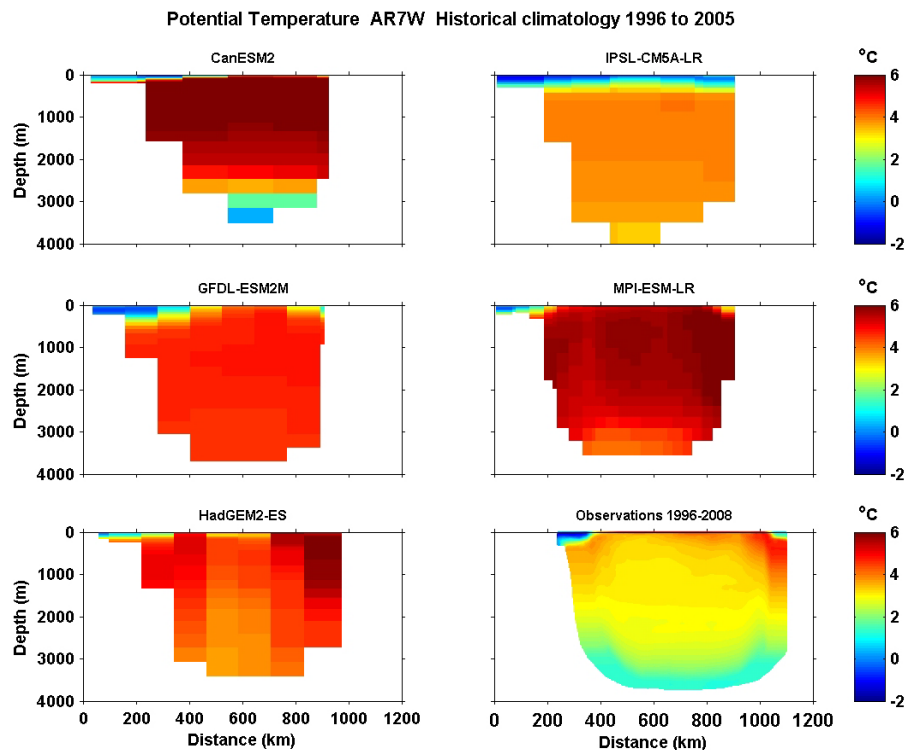 Potential Temperature AR7W Historical climatology 1996 to 2005
CanESM2
0
1000
2000
3000
4000
Depth (m)
IPSL-CM5A-LR
°C
6
4
2
0
-2
GFDL-ESM2M
0
1000
2000
3000
4000
Depth (m)
MPI-ESM-LR
°C
6
4
2
0
-2
HadGEM2-ES
0
1000
2000
3000
4000
Depth (m)
0 200 400 600 800 1000 1200
Distance (km)
Observations 1996-2008
0 200 400 600 800 1000 1200
Distance (km)
°C
6
4
2
0
-2